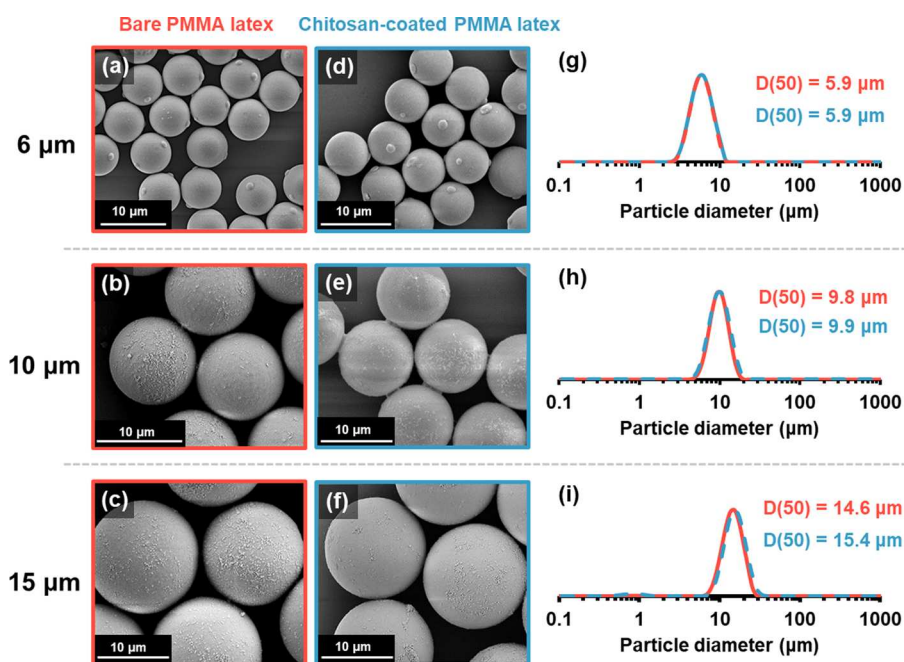 Bare PMMA latex Chitosan-coated PMMA latex
6 µm
(a)
10 µm
(d)
10 µm
(g)
D(50) = 5.9 µm
D(50) = 5.9 µm
0.1 1 10 100 1000
Particle diameter (µm)
10 µm
(b)
10 µm
(e)
10 µm
(h)
D(50) = 9.8 µm
D(50) = 9.9 µm
0.1 1 10 100 1000
Particle diameter (µm)
15 µm
(c)
10 µm
(f)
10 µm
(i)
D(50) = 14.6 µm
D(50) = 15.4 µm
0.1 1 10 100 1000
Particle diameter (µm)